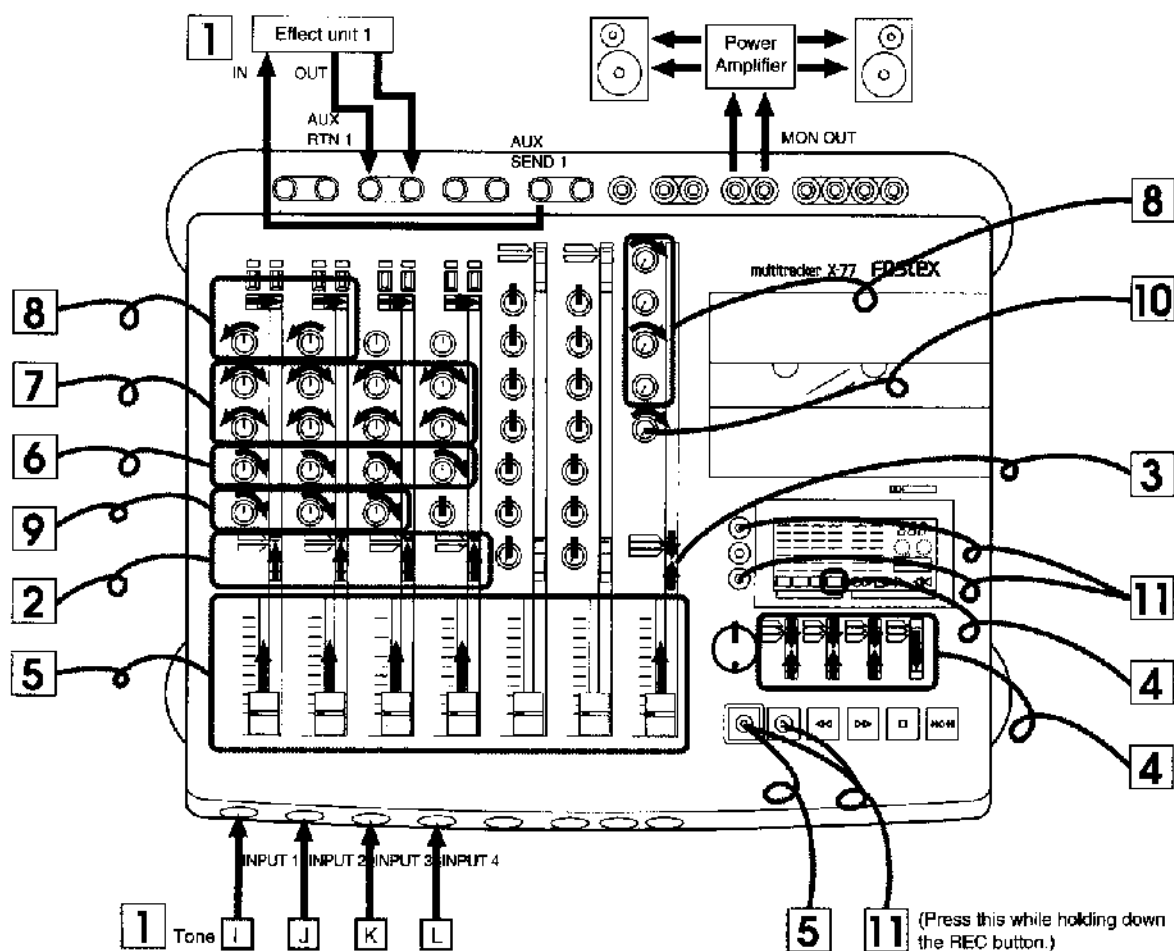 1
Effect unit 1
IN
OUT
AUX
RTN 1
AUX
SEND 1
Power
Amplifier
MON OUT
multitracker X-77 FOSTEX
8
8
10
7
6
3
9
2
11
5
4
4
INPUT 1
INPUT 2
INPUT 3
INPUT 4
1 Tone I J K L
5
11 (Press this while holding down
the REC button.)